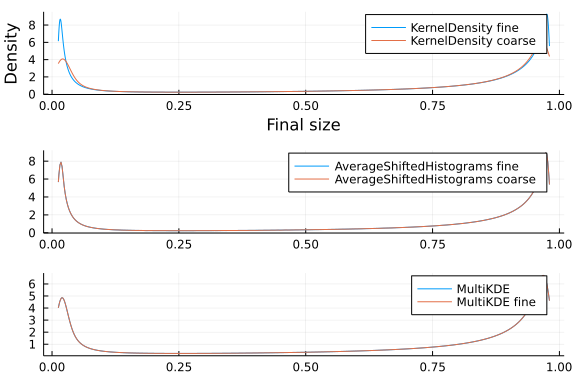 Density
8
6
4
2
0
KernelDensity fine
KernelDensity coarse
0.00 0.25 0.50 0.75 1.00
Final size
8
6
4
2
0
AverageShiftedHistograms fine
AverageShiftedHistograms coarse
0.00 0.25 0.50 0.75 1.00
6
5
4
3
2
1
MultiKDE
MultiKDE fine
0.00 0.25 0.50 0.75 1.00